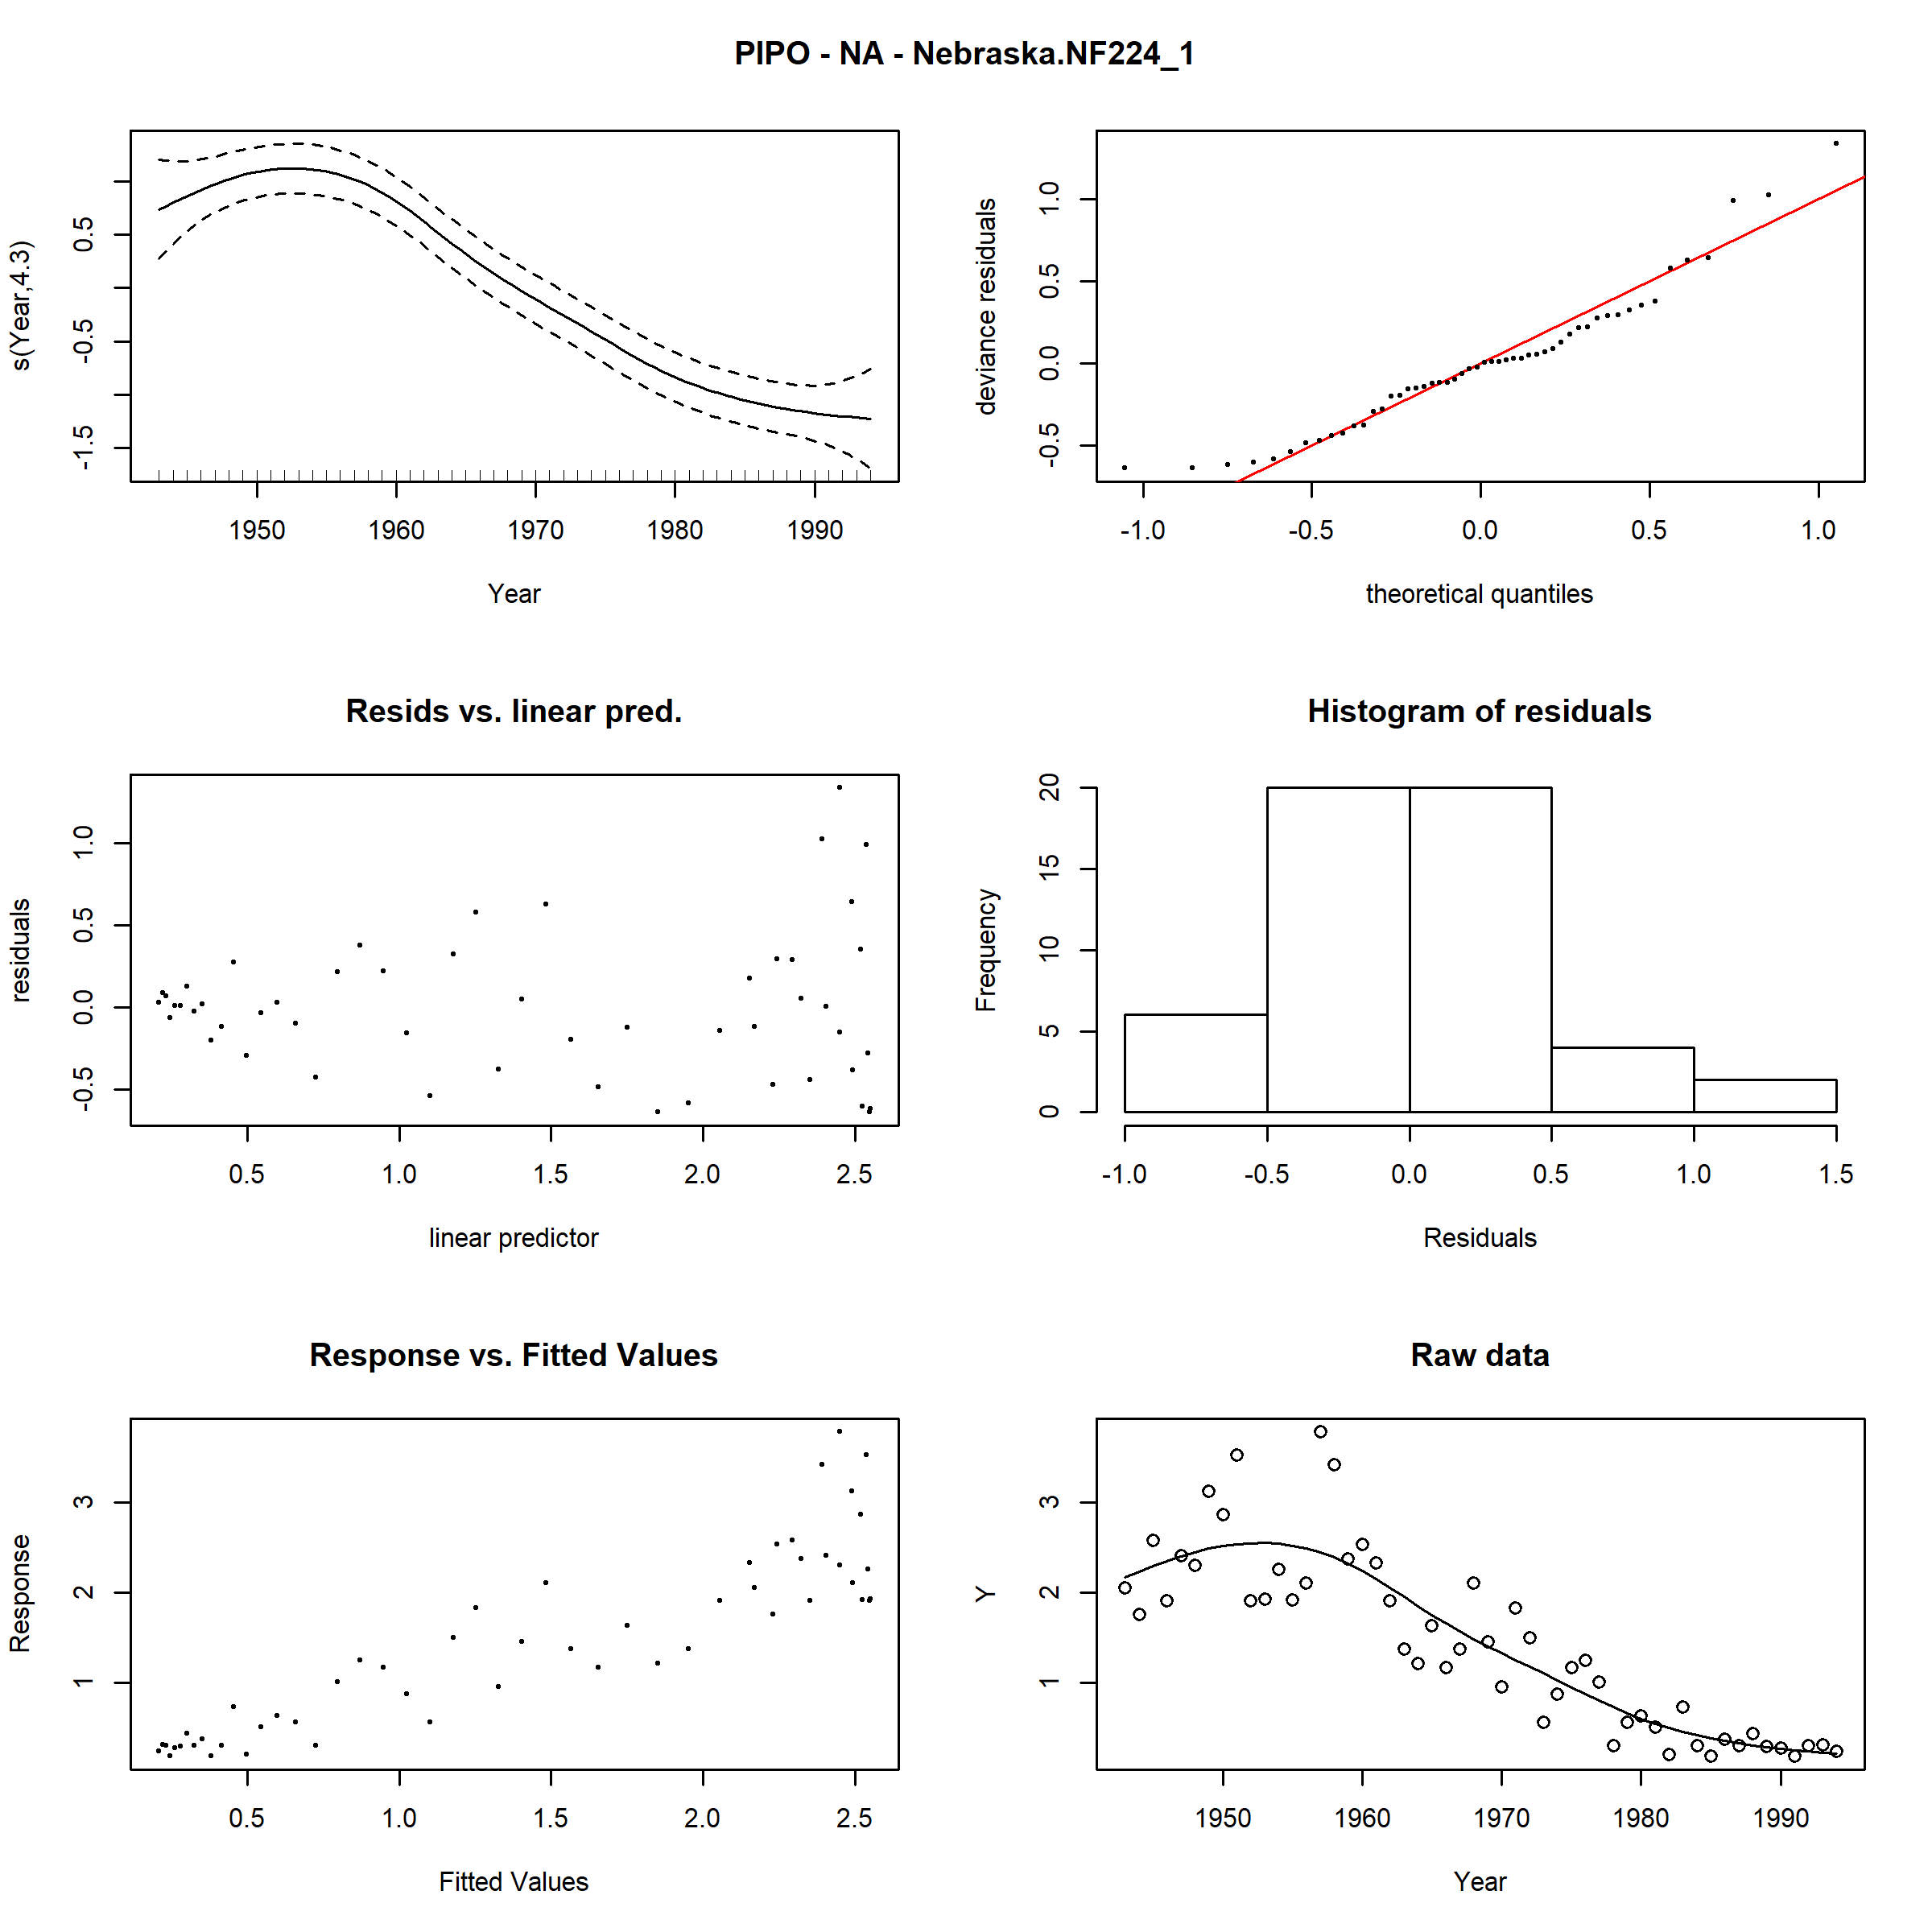 PIPO - NA - Nebraska.NF224_1
s(Year,4.3)
0.5
-0.5
-1.5
1950 1960 1970 1980 1990
Year
deviance residuals
1.0
0.5
0.0
-0.5
-1.0 -0.5 0.0 0.5 1.0
theoretical quantiles
Resids vs. linear pred.
residuals
1.0
0.5
0.0
-0.5
0.5 1.0 1.5 2.0 2.5
linear predictor
Histogram of residuals
Frequency
20
15
10
5
0
-1.0 -0.5 0.0 0.5 1.0 1.5
Residuals
Response vs. Fitted Values
Response
3
2
1
0.5 1.0 1.5 2.0 2.5
Fitted Values
Raw data
Y
3
2
1
1950 1960 1970 1980 1990
Year